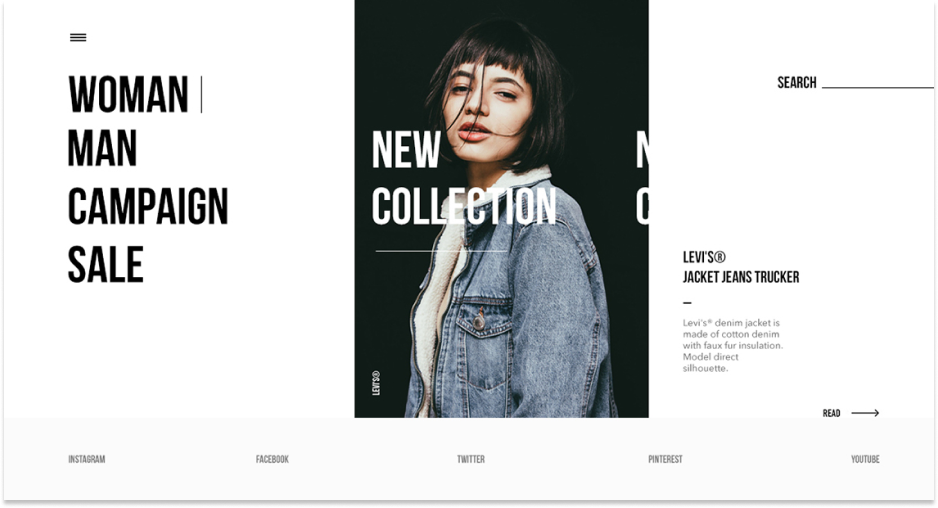 WOMAN
MAN
CAMPAIGN
SALE
NEW
COLLECTION
LEVI'S®
N
C
SEARCH
LEVI'S®
JACKET JEANS TRUCKER
Levi's® denim jacket is
made of cotton denim
with faux fur insulation.
Model direct
silhouette.
READ
INSTAGRAM
FACEBOOK
TWITTER
PINTEREST
YOUTUBE